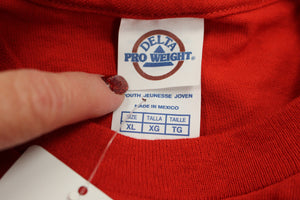 DELTA
PRO WEIGHT®
YOUTH JEUNESSE JOVEN
MADE IN MEXICO
SIZE TALLA TAILLE
XL XG TG